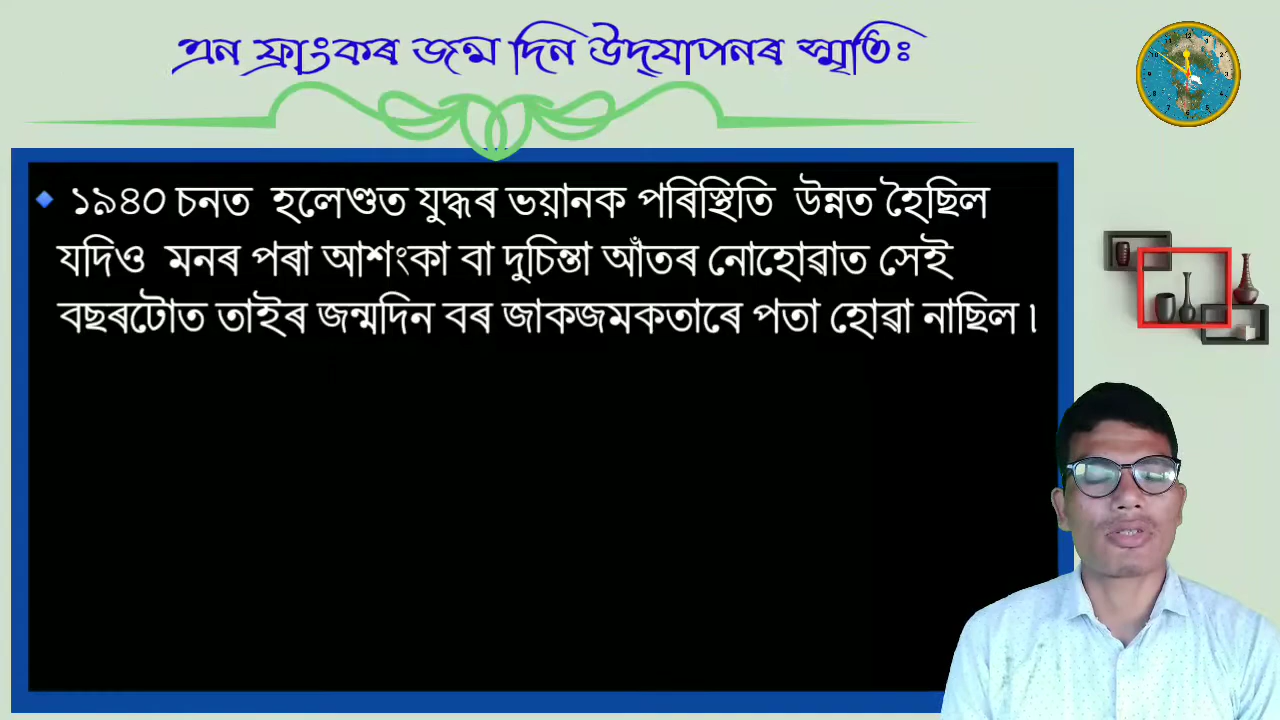 এন ফ্ৰাংকৰ জন্ম দিন উদ্‌যাপনৰ স্মৃতিঃ
১৯৪০ চনত হলেণ্ডত যুদ্ধৰ ভয়ানক পৰিস্থিতি উন্নত হৈছিল
যদিও মনৰ পৰা আশংকা বা দুচিন্তা আঁতৰ নোহোৱাত সেই
বছৰটোত তাইৰ জন্মদিন বৰ জাকজমকতাৰে পতা হোৱা নাছিল ৷